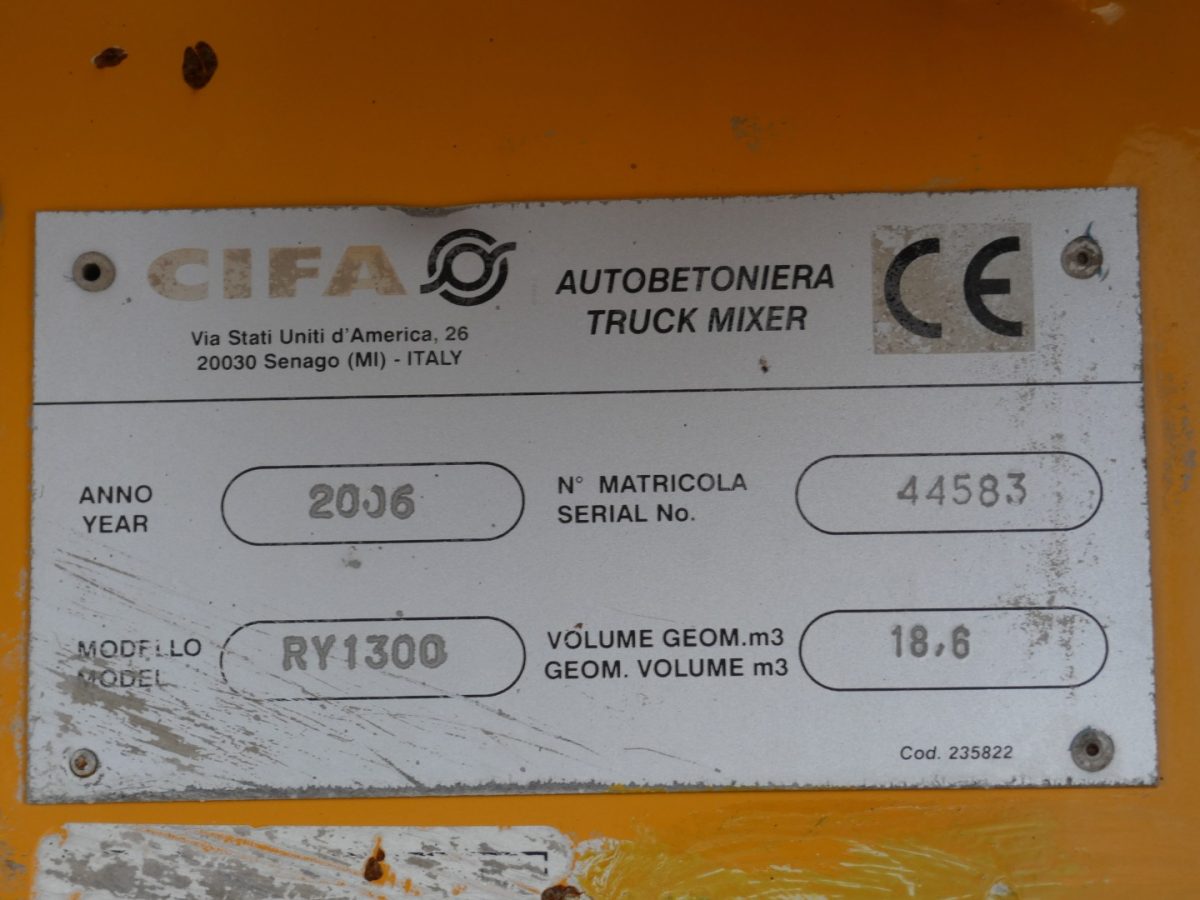 CIFA
Via Stati Uniti d'America, 26
20030 Senago (MI) - ITALY
AUTOBETONIERA
TRUCK MIXER
CE
ANNO
YEAR
2006
N° MATRICOLA
SERIAL No.
44583
MODELLO
MODEL
RY1300
VOLUME GEOM.m3
GEOM. VOLUME m3
18,6
Cod. 235822